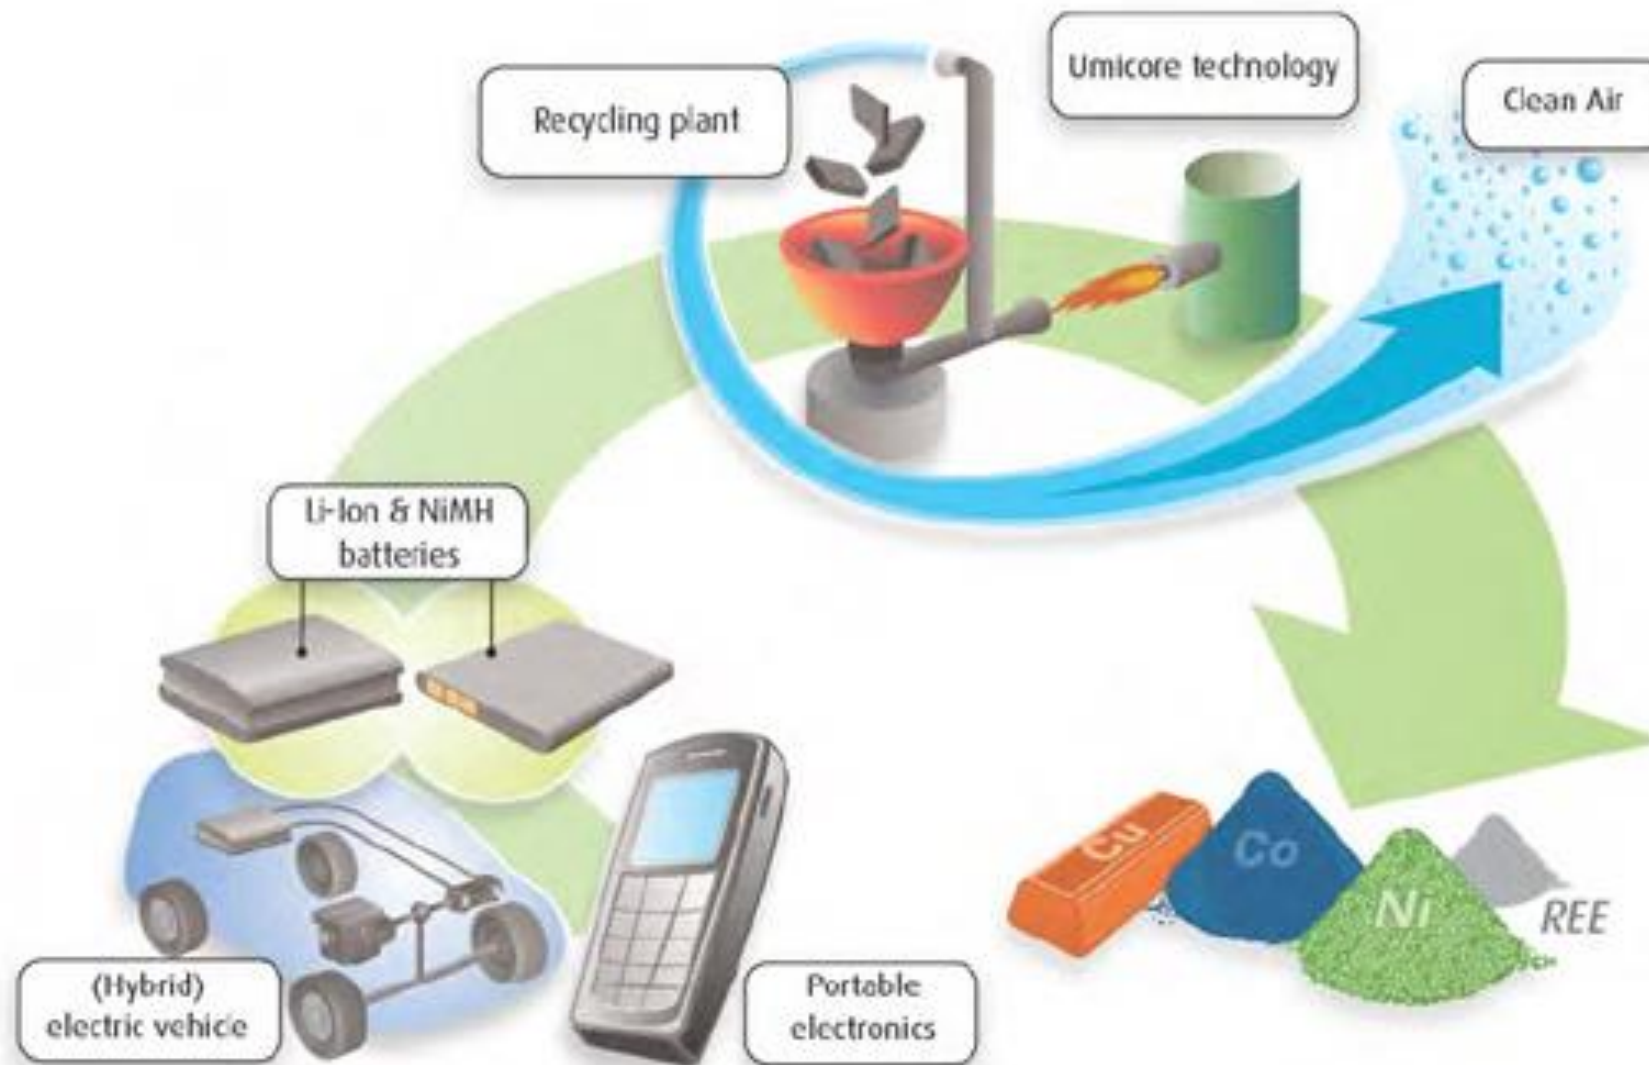 Umicore technology
Recycling plant
Clean Air
Li-Ion & NiMH
batteries
Cu
Co
Ni
REE
(Hybrid)
electric vehicle
Portable
electronics